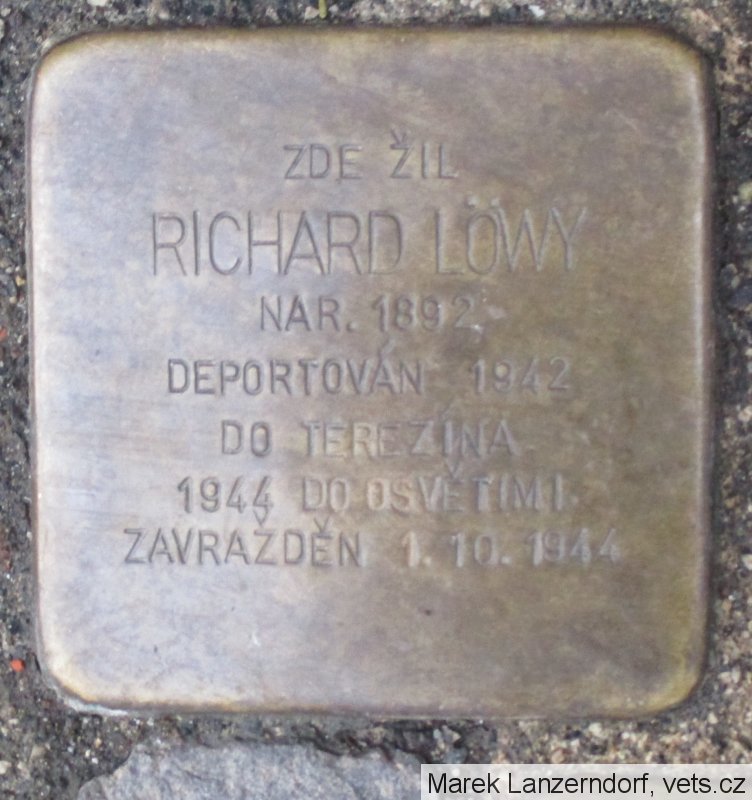 ZDE ŽIL
RICHARD LÖWY
NAR. 1892
DEPORTOVÁN 1942
DO TEREZÍNA
1944 DO OSVĚTIMI
ZAVRAŽDĚN 1.10.1944
Marek Lanzerndorf, vets.cz